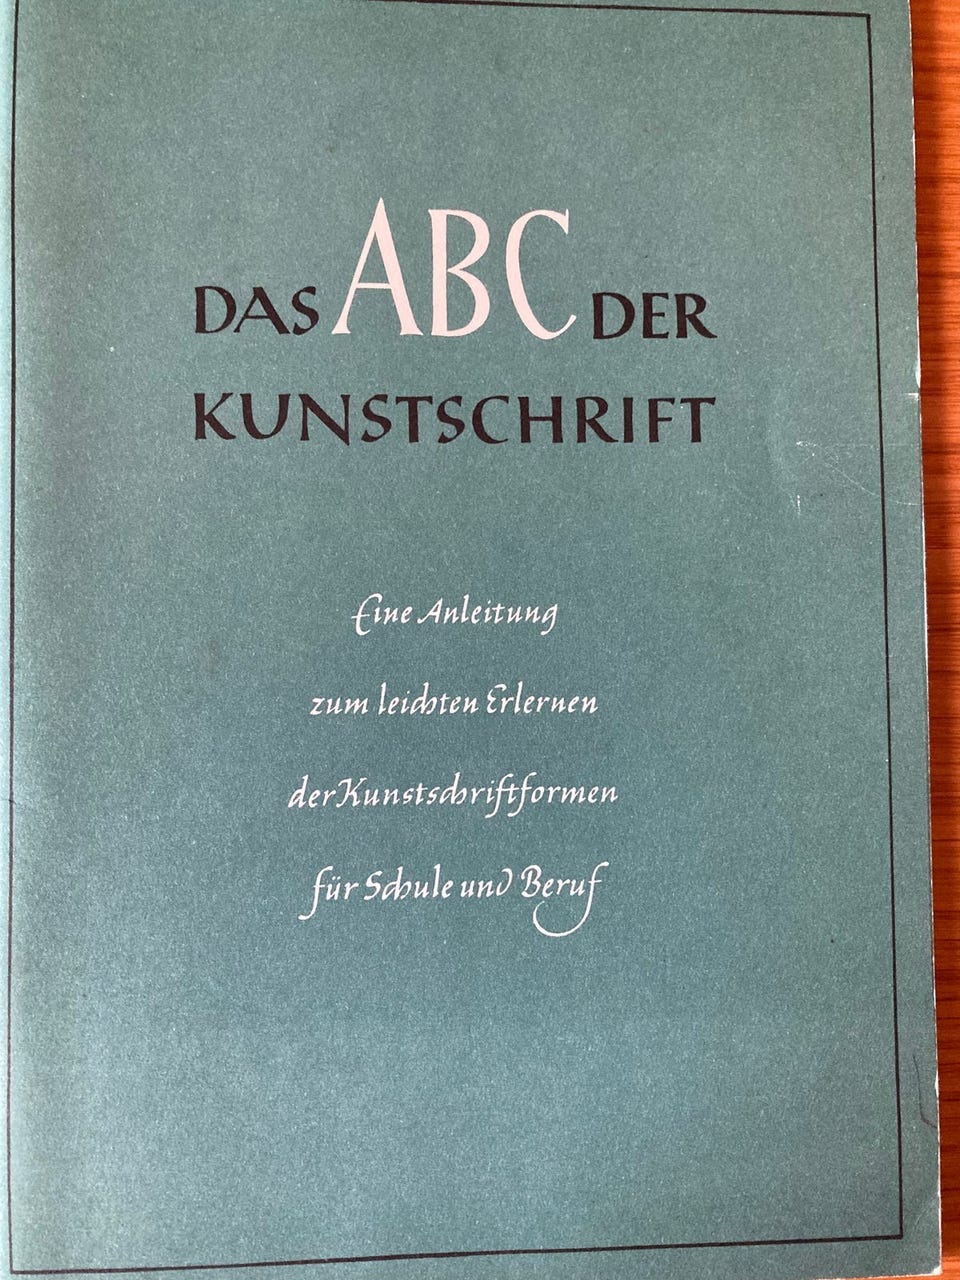 DAS ABC DER
KUNSTSCHRIFT
Eine Anleitung
zum leichten Erlernen
der Kunstschriftformen
für Schule und Beruf